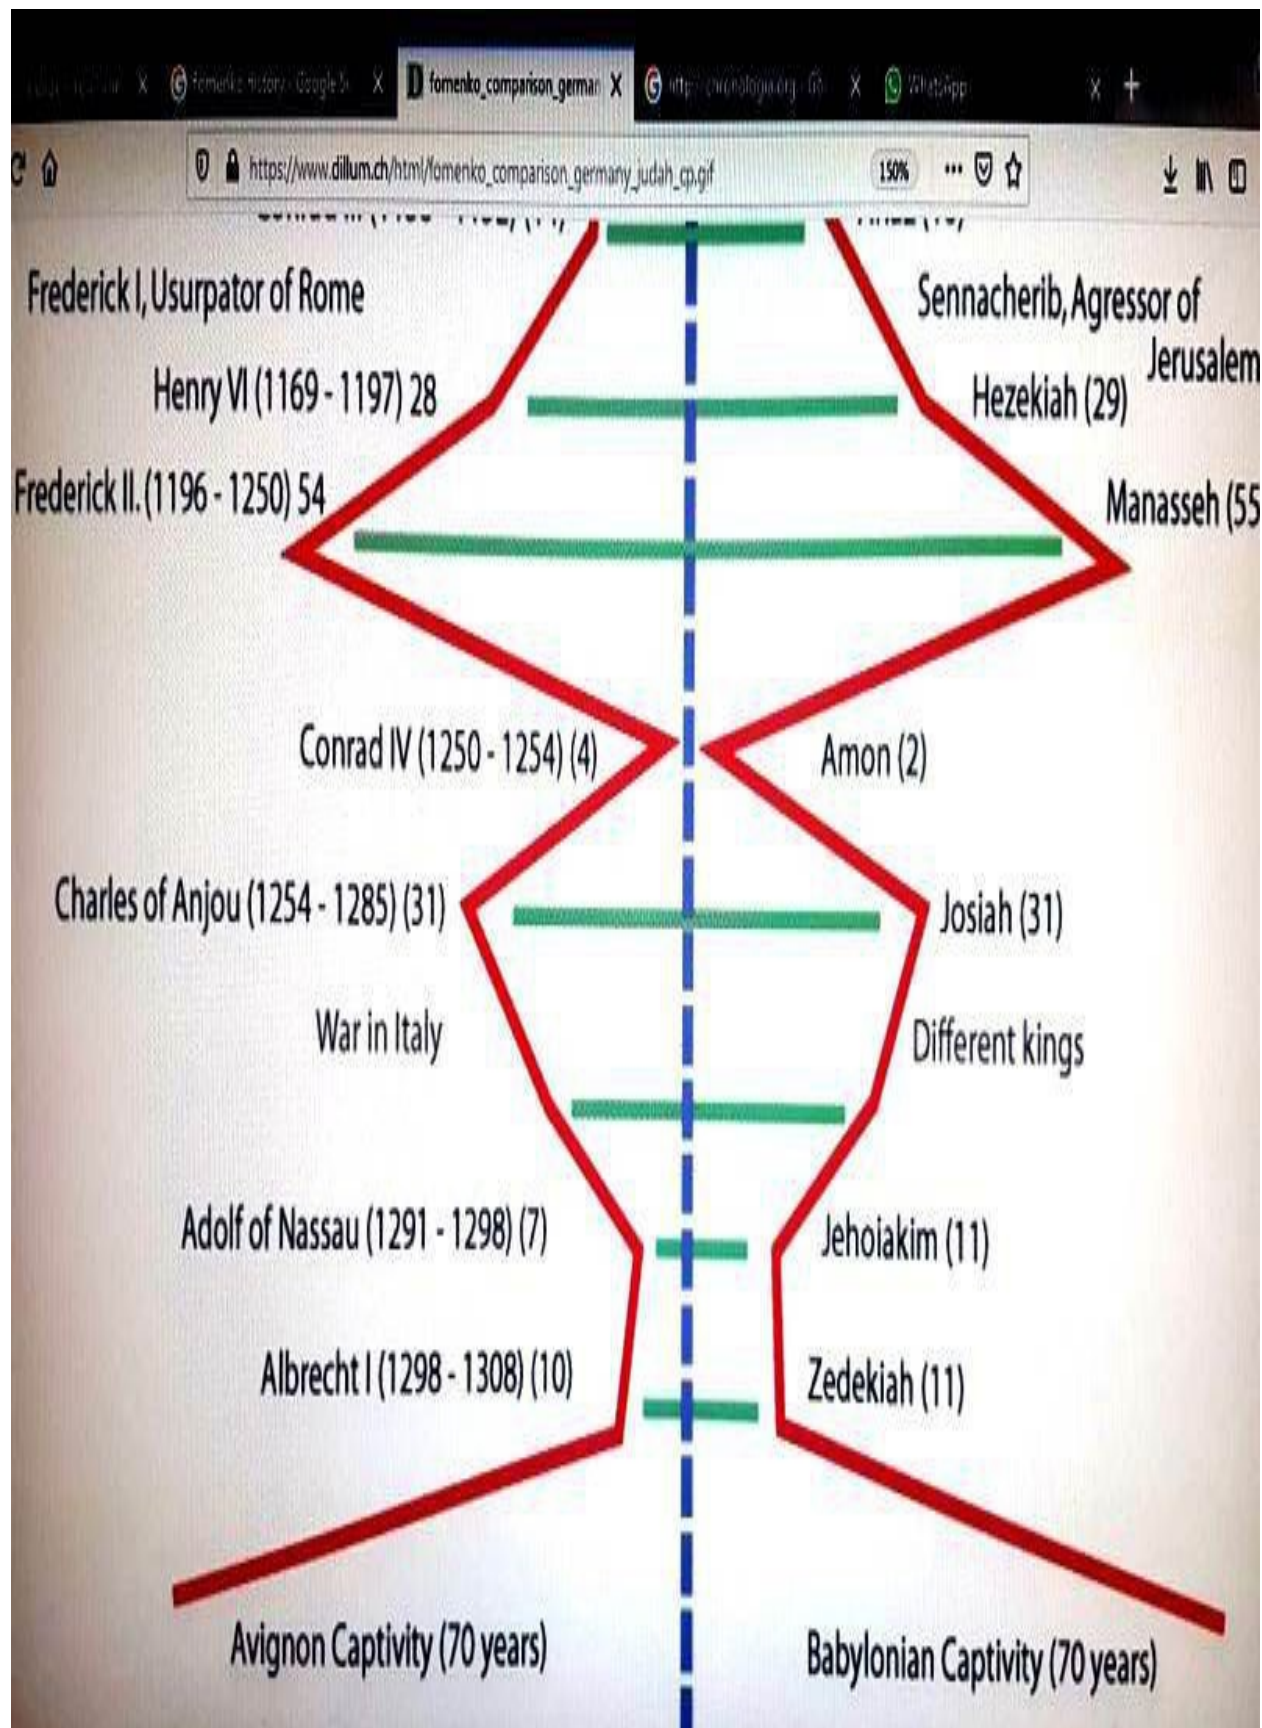 fomenko history - Google S
fomenko_comparison_german
WhatsApp
https://www.dillum.ch/html/fomenko_comparison_germany_judah_cp.gif
150%
Frederick I, Usurpator of Rome
Sennacherib, Agressor of
Jerusalem
Henry VI (1169 - 1197) 28
Hezekiah (29)
Frederick II. (1196 - 1250) 54
Manasseh (55
Conrad IV (1250 - 1254) (4)
Amon (2)
Charles of Anjou (1254 - 1285) (31)
Josiah (31)
War in Italy
Different kings
Adolf of Nassau (1291 - 1298) (7)
Jehoiakim (11)
Albrecht I (1298 - 1308) (10)
Zedekiah (11)
Avignon Captivity (70 years)
Babylonian Captivity (70 years)